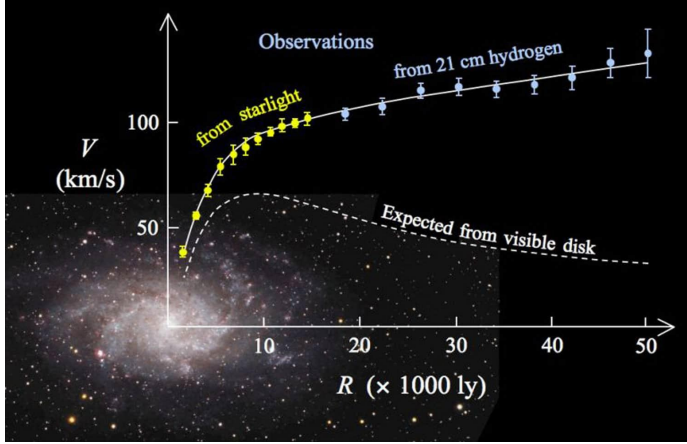 Observations
from starlight
from 21 cm hydrogen
100
50
V
(km/s)
Expected from visible disk
10
20
30
40
50
R (× 1000 ly)